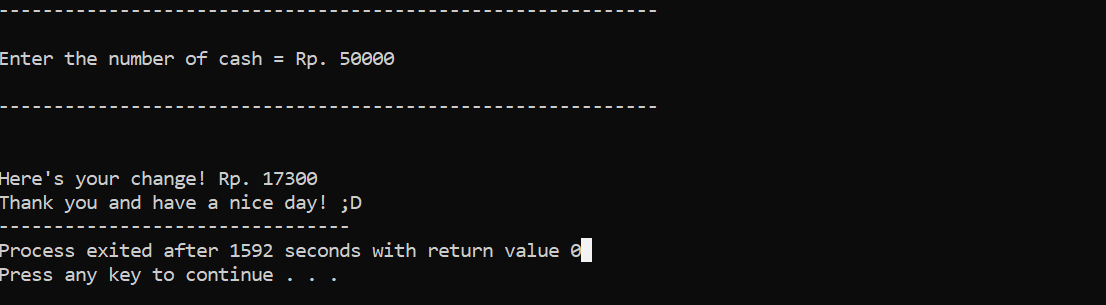 ------------------------------------------------------------
Enter the number of cash = Rp. 50000
------------------------------------------------------------
Here's your change! Rp. 17300
Thank you and have a nice day! ;D
--------------------------------
Process exited after 1592 seconds with return value 0
Press any key to continue . . .